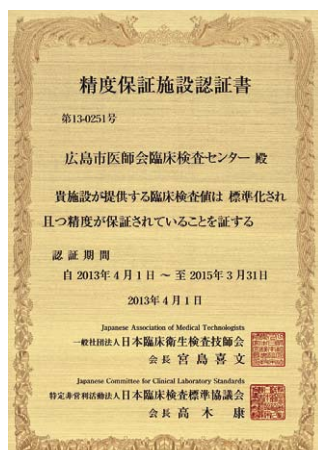 精度保証施設認証書
第13-0251号
広島市医師会臨床検査センター 殿
貴施設が提供する臨床検査値は 標準化され
且つ精度が保証されていることを証する
認 証 期 間
自 2013年 4 月 1 日 ～ 至 2015年 3 月31日
2013年 4 月 1 日
Japanese Association of Medical Technologists
一般社団法人日本臨床衛生検査技師会
会 長 宮 島 喜 文
Japanese Committee for Clinical Laboratory Standards
特定非営利活動法人日本臨床検査標準協議会
会 長 高 木 康